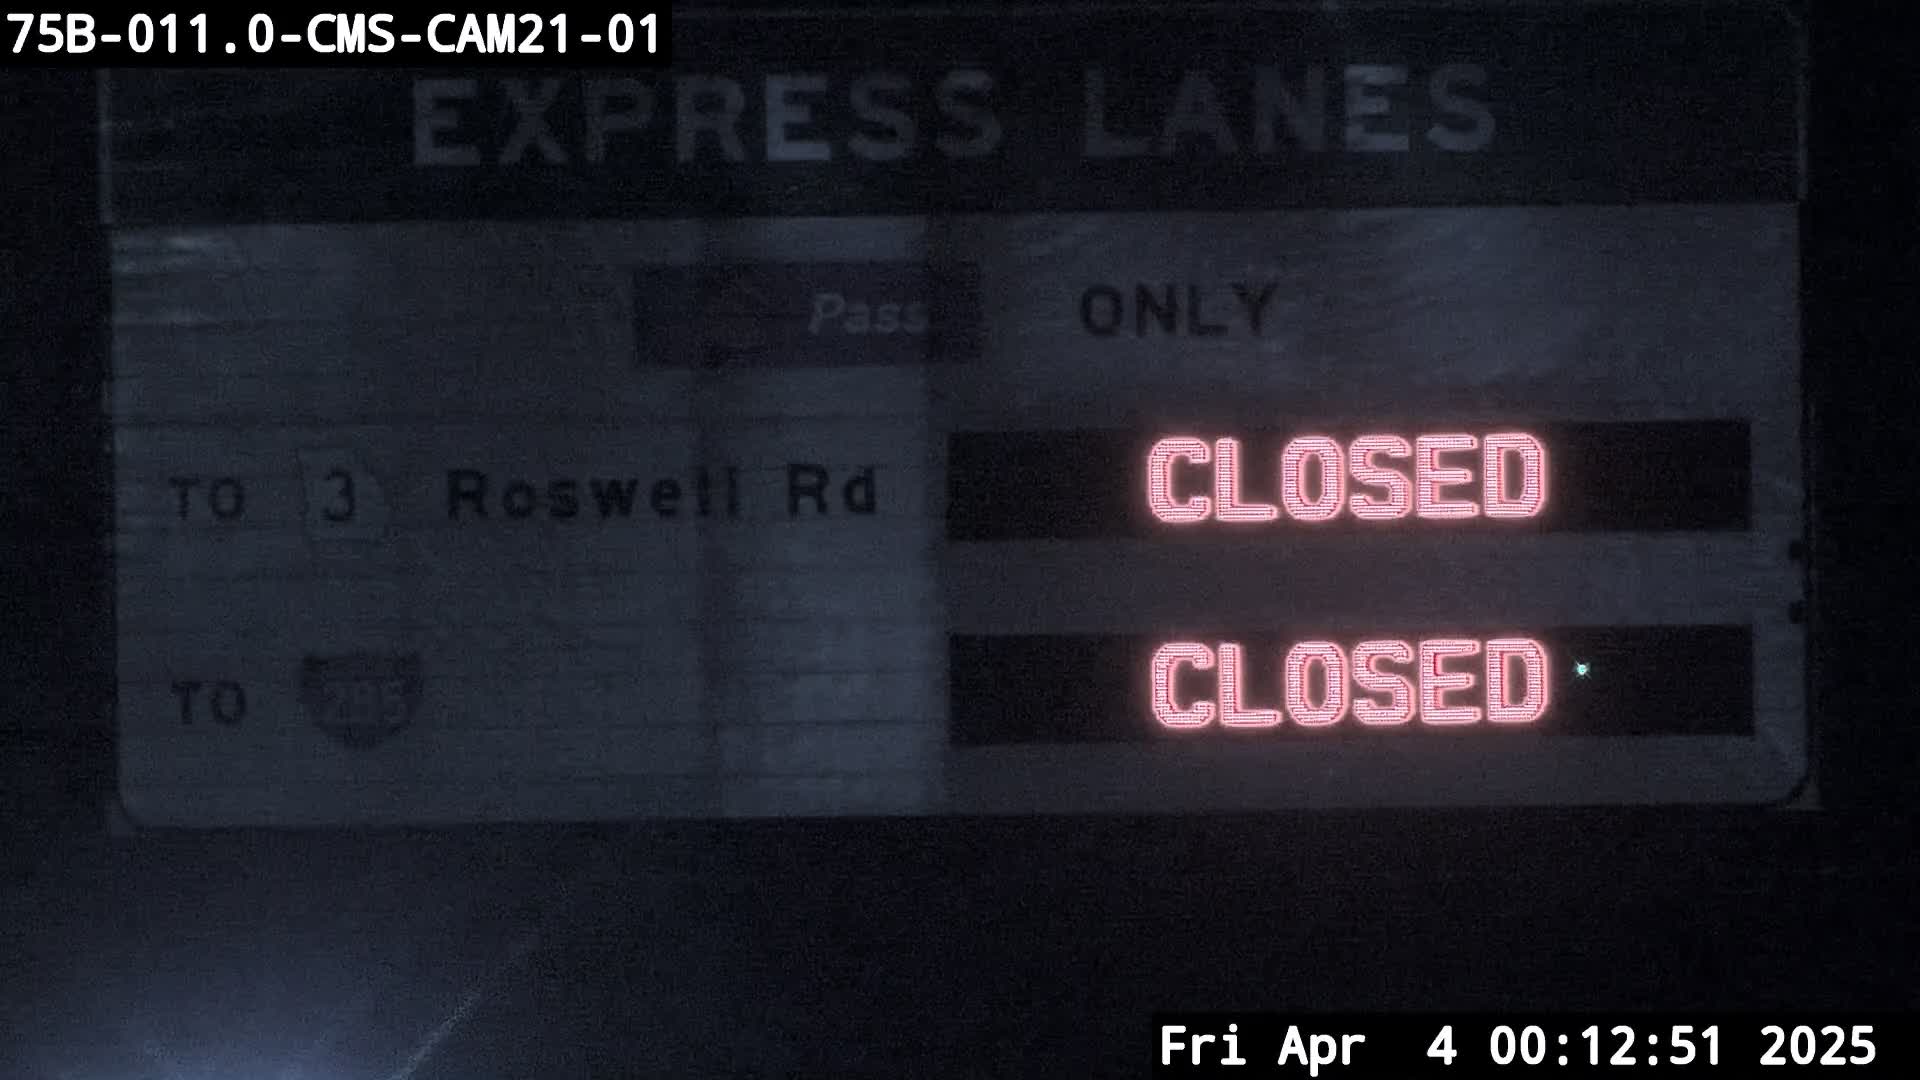 75B-011.0-CMS-CAM21-01
EXPRESS LANES
Pass ONLY
TO 3 Roswell Rd CLOSED
TO 285 CLOSED
Fri Apr 4 00:12:51 2025